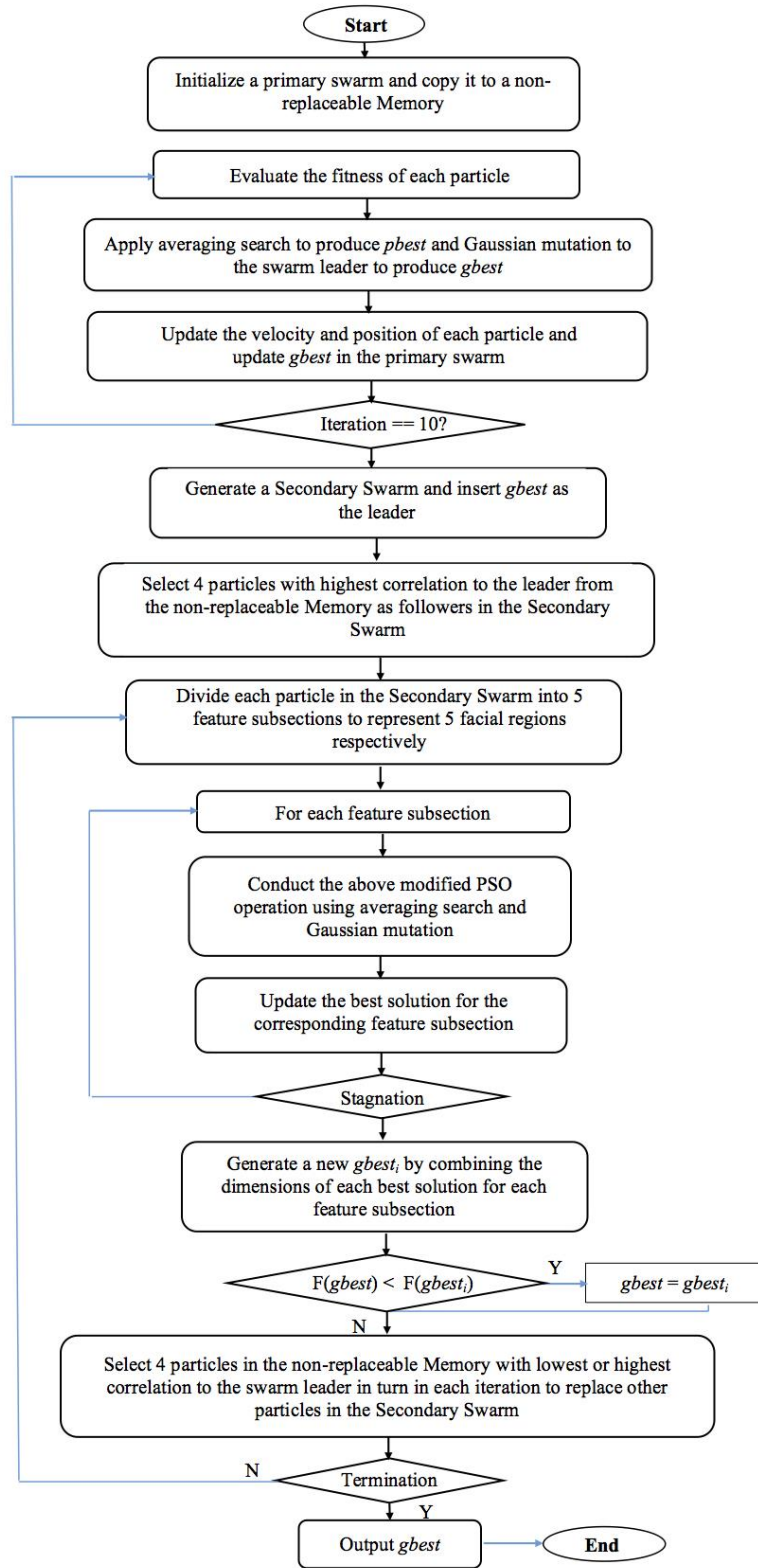 Start
Initialize a primary swarm and copy it to a non-
replaceable Memory
Evaluate the fitness of each particle
Apply averaging search to produce pbest and Gaussian mutation to
the swarm leader to produce gbest
Update the velocity and position of each particle and
update gbest in the primary swarm
Iteration == 10?
Generate a Secondary Swarm and insert gbest as
the leader
Select 4 particles with highest correlation to the leader from
the non-replaceable Memory as followers in the Secondary
Swarm
Divide each particle in the Secondary Swarm into 5
feature subsections to represent 5 facial regions
respectively
For each feature subsection
Conduct the above modified PSO
operation using averaging search and
Gaussian mutation
Update the best solution for the
corresponding feature subsection
Stagnation
Generate a new gbestᵢ by combining the
dimensions of each best solution for each
feature subsection
F(gbest) < F(gbestᵢ)
Y
gbest = gbestᵢ
N
Select 4 particles in the non-replaceable Memory with lowest or highest
correlation to the swarm leader in turn in each iteration to replace other
particles in the Secondary Swarm
N
Termination
Y
Output gbest
End